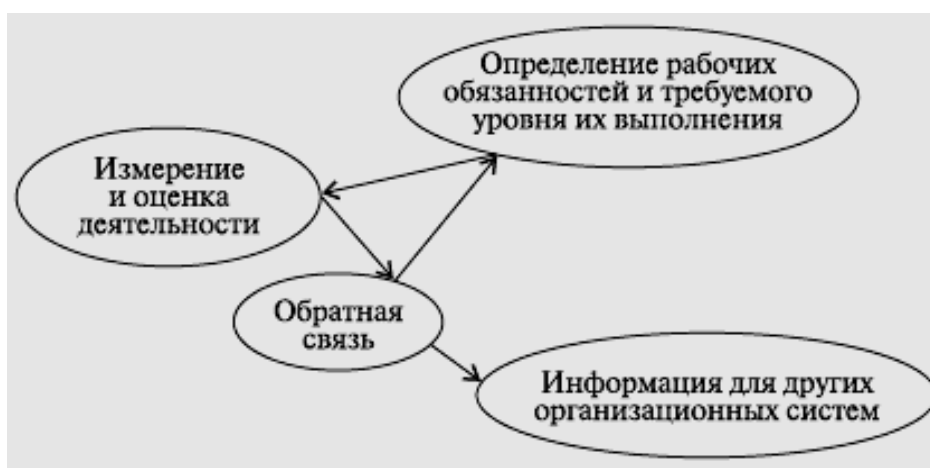 Определение рабочих
обязанностей и требуемого
уровня их выполнения
Измерение
и оценка
деятельности
Обратная
связь
Информация для других
организационных систем